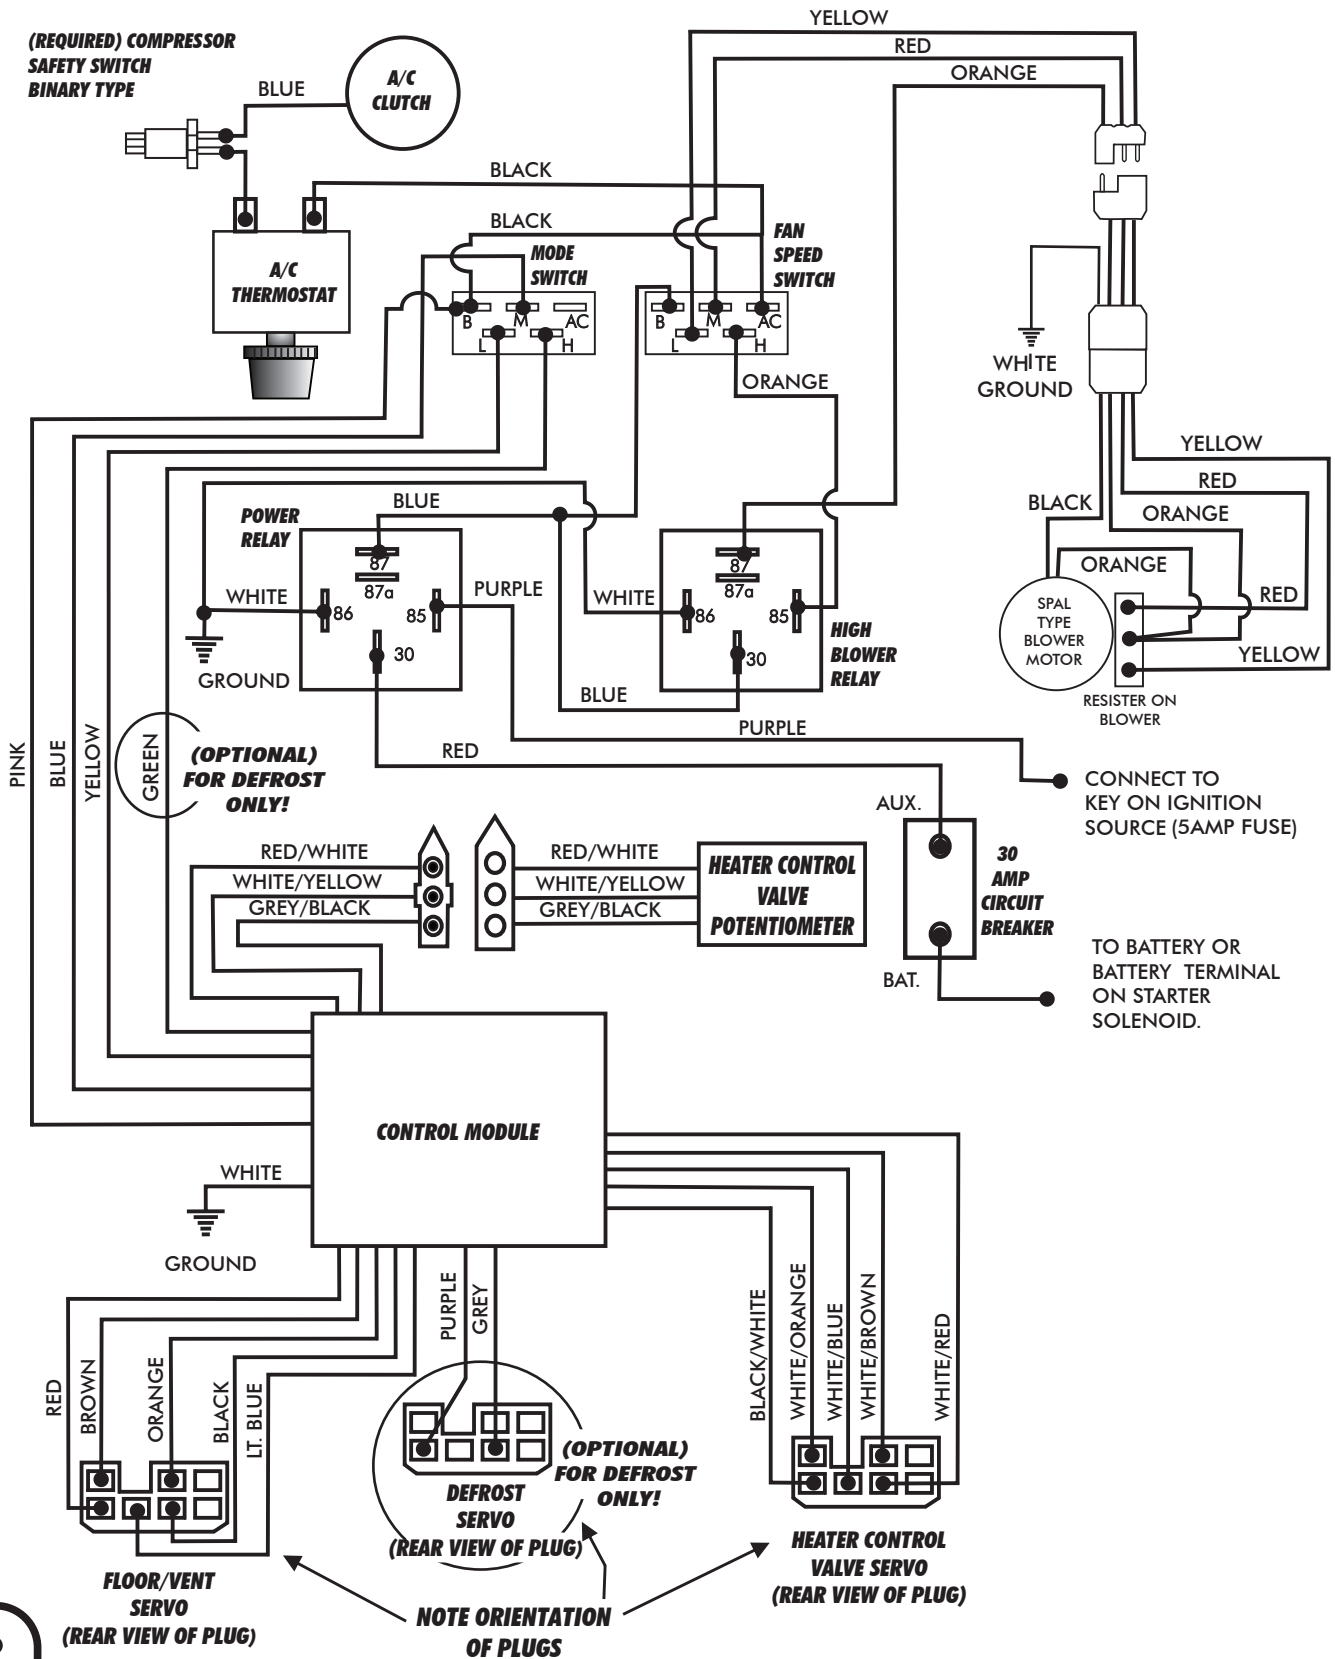 YELLOW
RED
ORANGE
(REQUIRED) COMPRESSOR
SAFETY SWITCH
BINARY TYPE
BLUE
A/C
CLUTCH
BLACK
BLACK
MODE
SWITCH
FAN
SPEED
SWITCH
A/C
THERMOSTAT
B
M
AC
L
H
B
M
AC
L
H
ORANGE
WHITE
GROUND
YELLOW
RED
BLACK
ORANGE
ORANGE
RED
YELLOW
SPAL
TYPE
BLOWER
MOTOR
RESISTER ON
BLOWER
POWER
RELAY
BLUE
87
87a
86
85
30
WHITE
PURPLE
GROUND
WHITE
87
87a
86
85
30
HIGH
BLOWER
RELAY
BLUE
PURPLE
RED
PINK
BLUE
YELLOW
GREEN
(OPTIONAL)
FOR DEFROST
ONLY!
CONNECT TO
KEY ON IGNITION
SOURCE (5AMP FUSE)
AUX.
30
AMP
CIRCUIT
BREAKER
BAT.
TO BATTERY OR
BATTERY TERMINAL
ON STARTER
SOLENOID.
RED/WHITE
WHITE/YELLOW
GREY/BLACK
RED/WHITE
WHITE/YELLOW
GREY/BLACK
HEATER CONTROL
VALVE
POTENTIOMETER
CONTROL MODULE
WHITE
GROUND
RED
BROWN
ORANGE
BLACK
LT. BLUE
PURPLE
GREY
BLACK/WHITE
WHITE/ORANGE
WHITE/BLUE
WHITE/BROWN
WHITE/RED
(OPTIONAL)
FOR DEFROST
ONLY!
DEFROST
SERVO
(REAR VIEW OF PLUG)
FLOOR/VENT
SERVO
(REAR VIEW OF PLUG)
HEATER CONTROL
VALVE SERVO
(REAR VIEW OF PLUG)
NOTE ORIENTATION
OF PLUGS